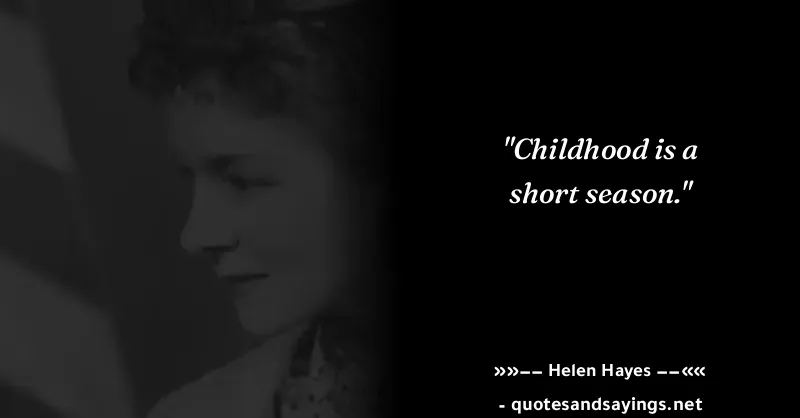 "Childhood is a
short season."
»»−− Helen Hayes −−««
- quotesandsayings.net